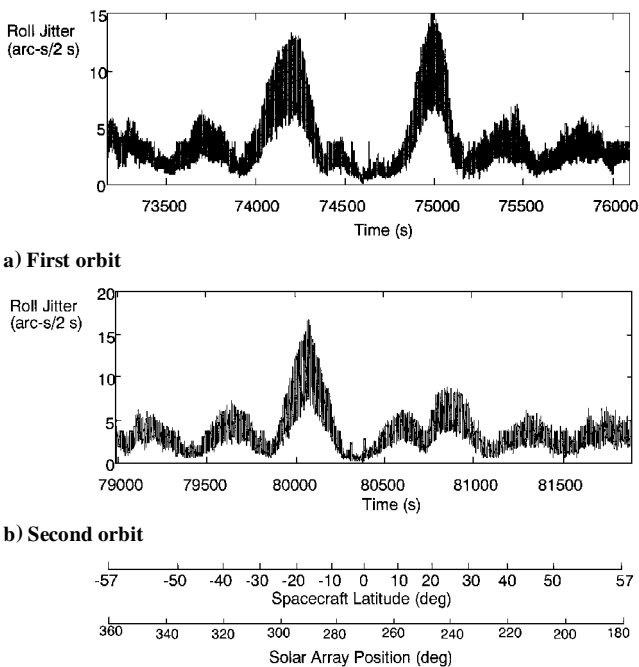 Roll Jitter
(arc-s/2 s)
15
10
5
0
73500 74000 74500 75000 75500 76000
Time (s)
a) First orbit
Roll Jitter
(arc-s/2 s)
20
15
10
5
0
79000 79500 80000 80500 81000 81500
Time (s)
b) Second orbit
-57 -50 -40 -30 -20 -10 0 10 20 30 40 50 57
Spacecraft Latitude (deg)
360 340 320 300 280 260 240 220 200 180
Solar Array Position (deg)